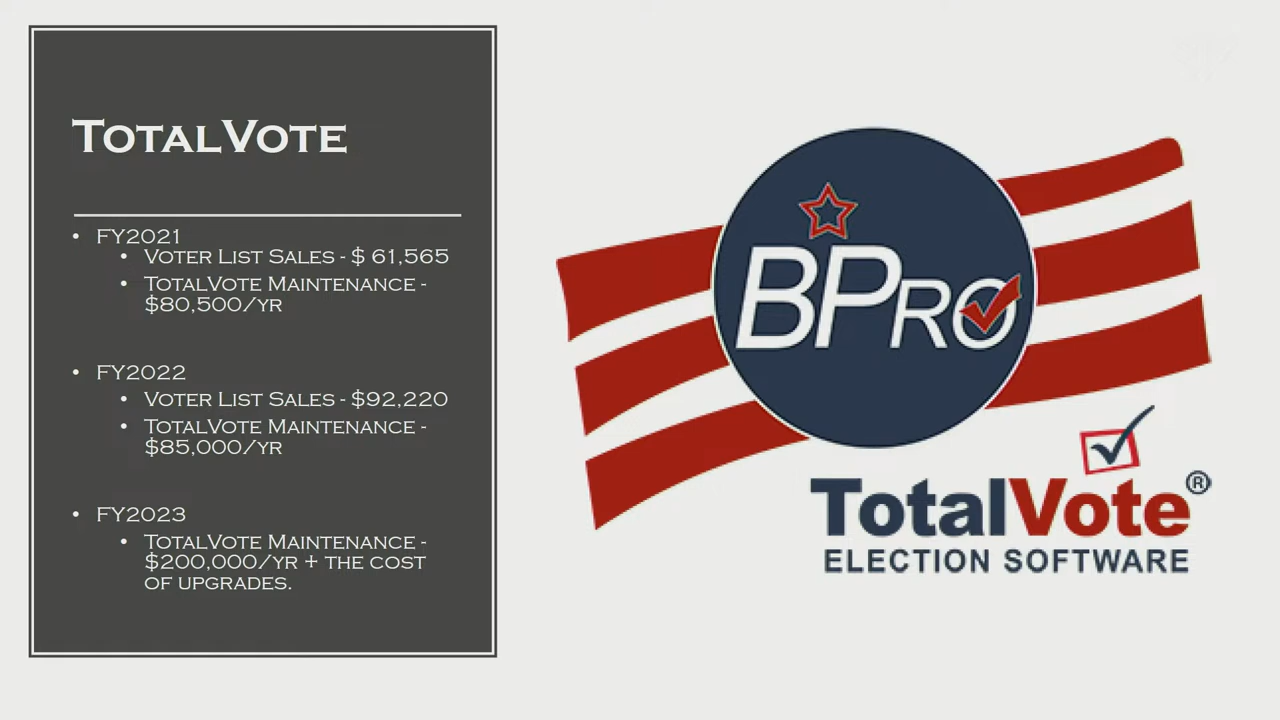 TotalVote
• FY2021
• Voter List Sales - $ 61,565
• TotalVote Maintenance -
$80,500/yr
• FY2022
• Voter List Sales - $92,220
• TotalVote Maintenance -
$85,000/yr
• FY2023
• TotalVote Maintenance -
$200,000/yr + the cost
of upgrades.
BPro
TotalVote®
ELECTION SOFTWARE